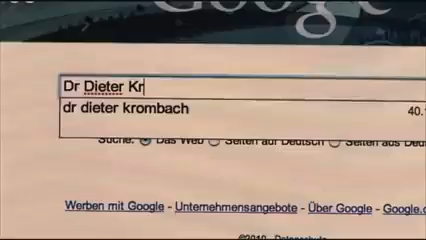 Google
Dr Dieter Kr
dr dieter krombach 40.
Suche: Das Web Seiten auf Deutsch Seiten aus Deu
Werben mit Google - Unternehmensangebote - Über Google - Google.
©2010 - Datenschutz